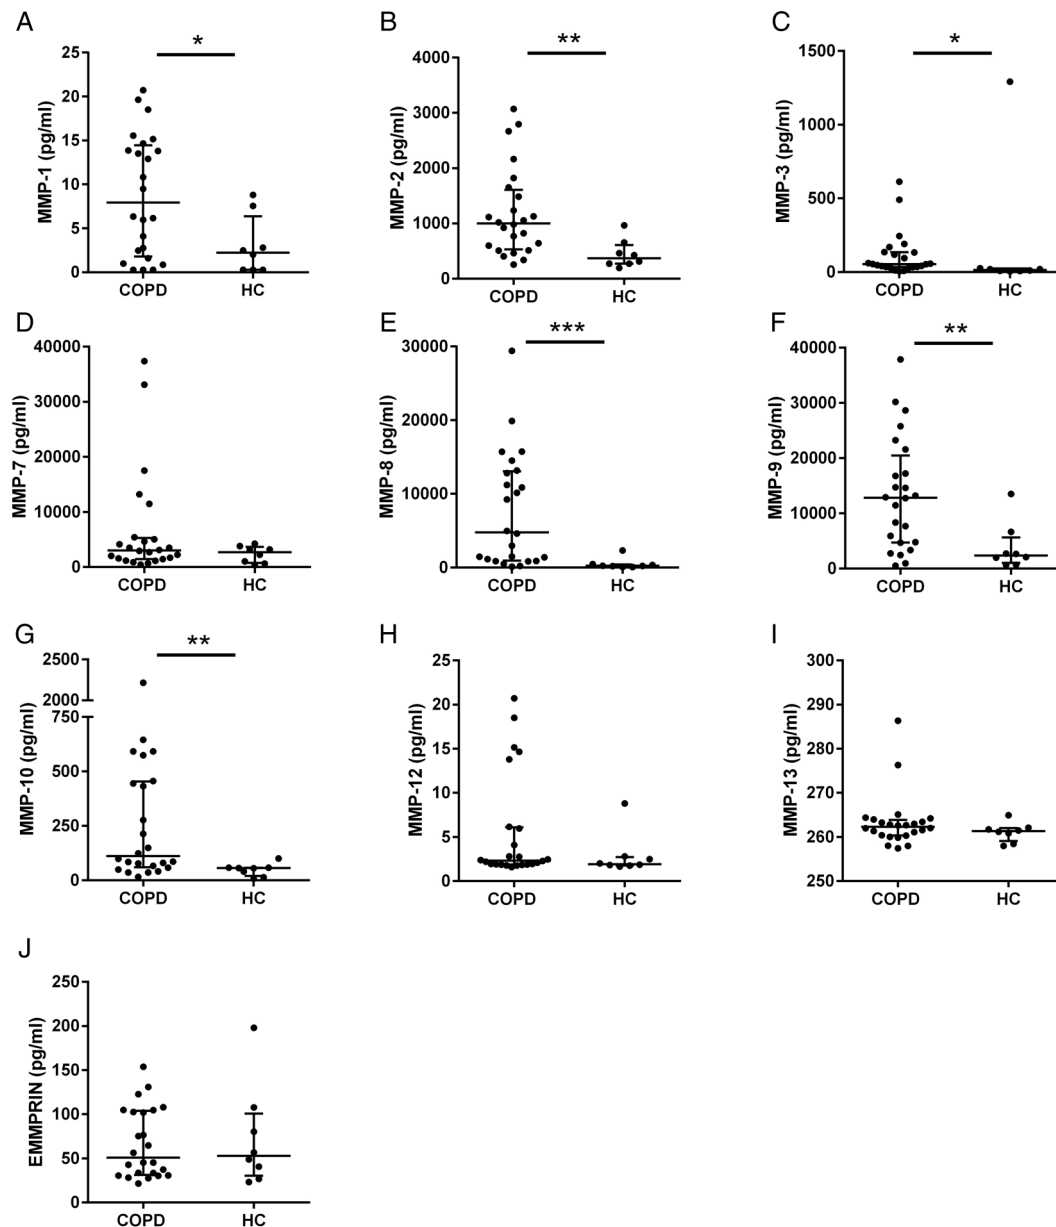 A
*
MMP-1 (pg/ml)
25
20
15
10
5
0
COPD
HC
B
**
MMP-2 (pg/ml)
4000
3000
2000
1000
0
COPD
HC
C
*
MMP-3 (pg/ml)
1500
1000
500
0
COPD
HC
D
MMP-7 (pg/ml)
40000
30000
20000
10000
0
COPD
HC
E
***
MMP-8 (pg/ml)
30000
20000
10000
0
COPD
HC
F
**
MMP-9 (pg/ml)
40000
30000
20000
10000
0
COPD
HC
G
**
MMP-10 (pg/ml)
2500
2000
750
500
250
0
COPD
HC
H
MMP-12 (pg/ml)
25
20
15
10
5
0
COPD
HC
I
MMP-13 (pg/ml)
300
290
280
270
260
250
COPD
HC
J
EMMPRIN (pg/ml)
250
200
150
100
50
0
COPD
HC